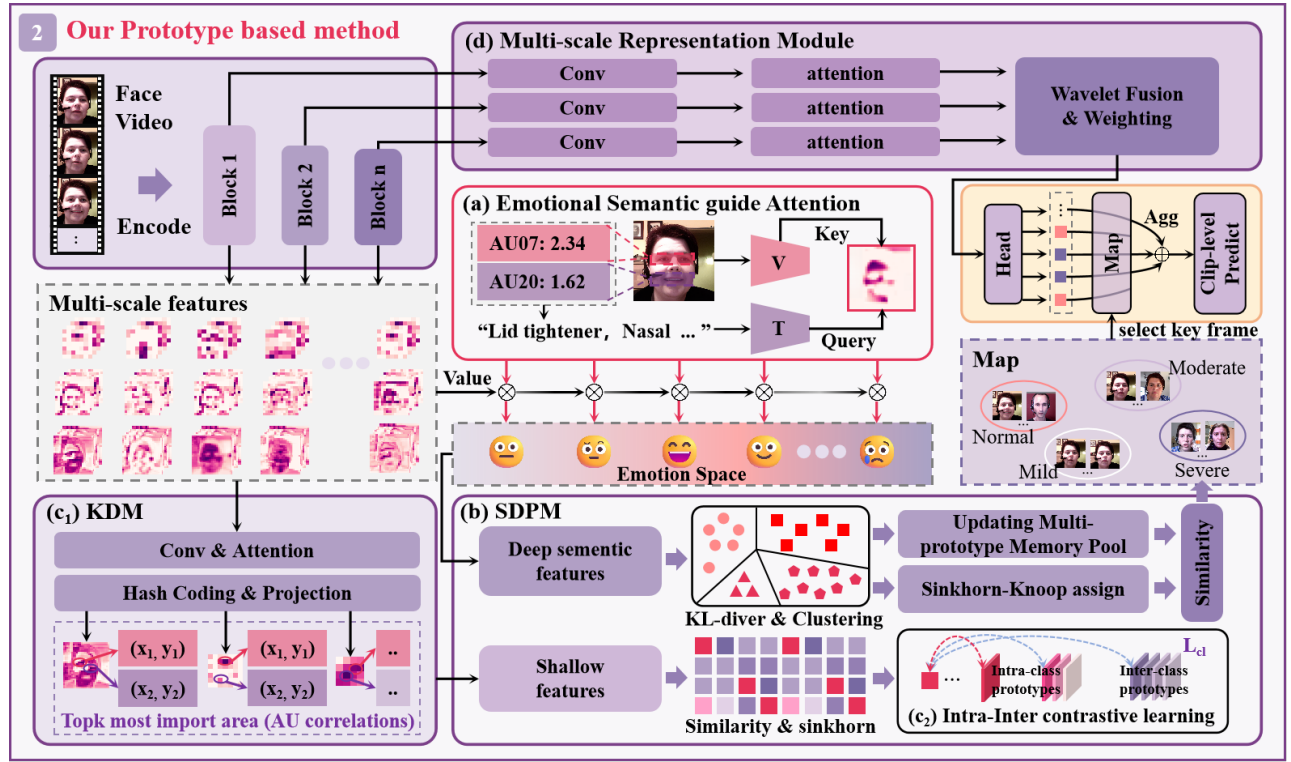 2 Our Prototype based method
Face
Video
Encode
Block 1
Block 2
Block n
(d) Multi-scale Representation Module
Conv
attention
Conv
attention
Conv
attention
Wavelet Fusion
& Weighting
(a) Emotional Semantic guide Attention
AU07: 2.34
AU20: 1.62
“Lid tightener, Nasal ... ”
V
T
Key
Query
Head
Map
Agg
Clip-level
Predict
select key frame
Multi-scale features
Value
Emotion Space
Map
Normal
...
Moderate
...
Mild
...
Severe
...
(c1) KDM
Conv & Attention
Hash Coding & Projection
(x1, y1)
(x2, y2)
(x1, y1)
(x2, y2)
..
..
Topk most import area (AU correlations)
(b) SDPM
Deep sementic
features
KL-diver & Clustering
Updating Multi-
prototype Memory Pool
Sinkhorn-Knoop assign
Similarity
Shallow
features
Similarity & sinkhorn
Lcl
...
Intra-class
prototypes
Inter-class
prototypes
(c2) Intra-Inter contrastive learning